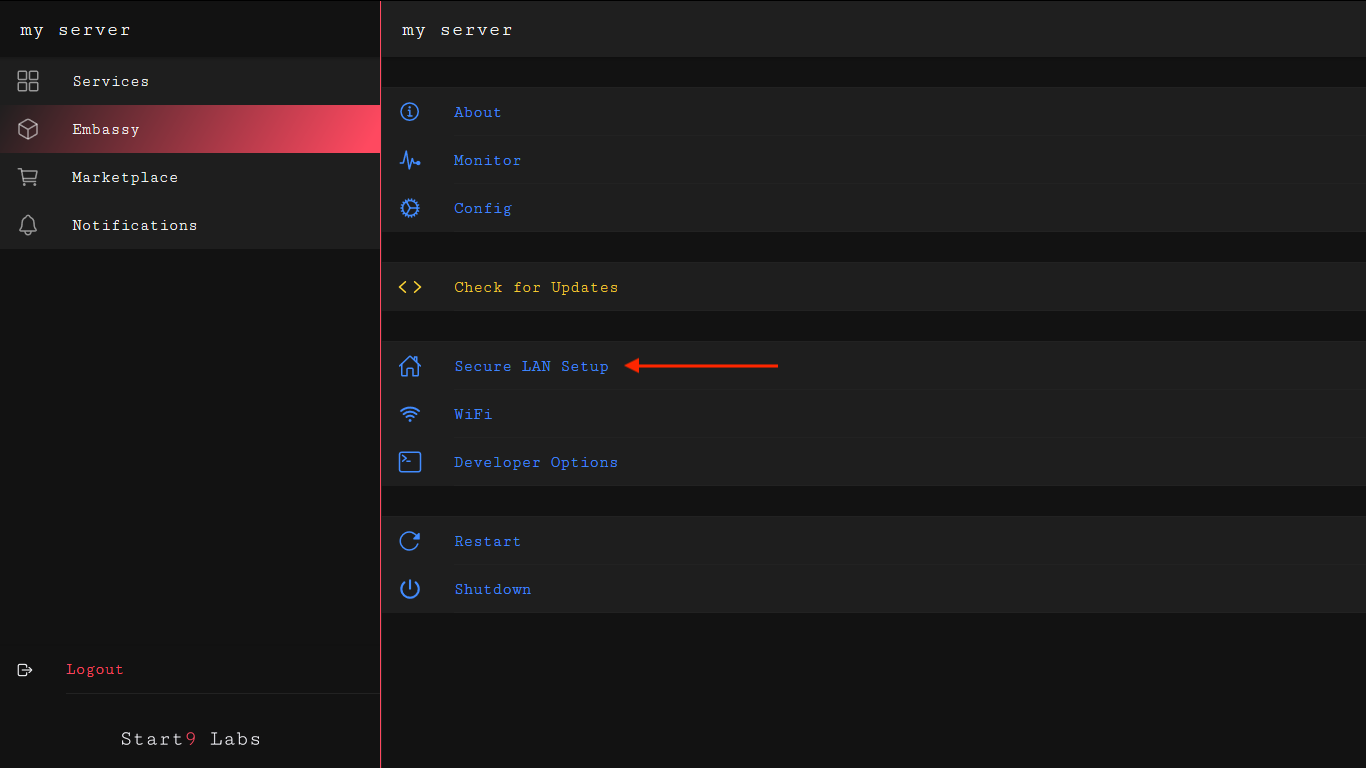 my server
Services
Embassy
Marketplace
Notifications
Logout
Start9 Labs
my server
About
Monitor
Config
Check for Updates
Secure LAN Setup
WiFi
Developer Options
Restart
Shutdown